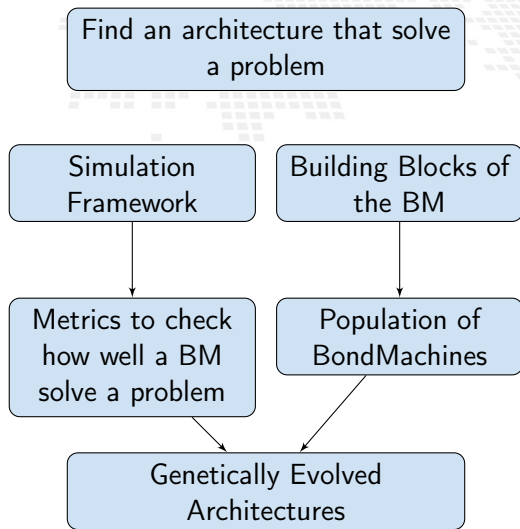 Find an architecture that solve
a problem
Simulation
Framework
Building Blocks of
the BM
Metrics to check
how well a BM
solve a problem
Population of
BondMachines
Genetically Evolved
Architectures